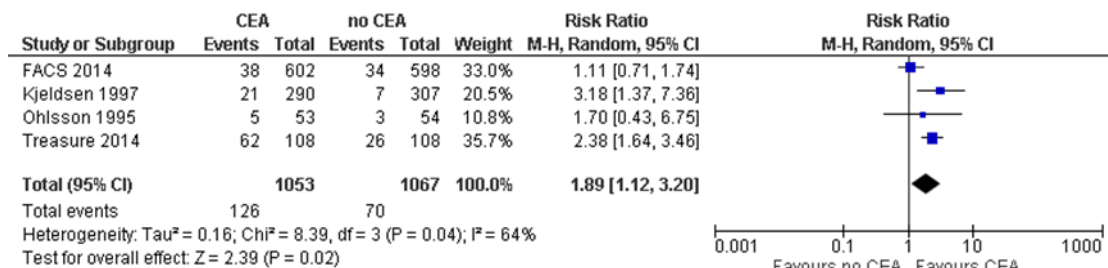 CEA no CEA Risk Ratio Risk Ratio
Study or Subgroup Events Total Events Total Weight M-H, Random, 95% CI M-H, Random, 95% CI
FACS 2014 38 602 34 598 33.0% 1.11 [0.71, 1.74]
Kjeldsen 1997 21 290 7 307 20.5% 3.18 [1.37, 7.36]
Ohlsson 1995 5 53 3 54 10.8% 1.70 [0.43, 6.75]
Treasure 2014 62 108 26 108 35.7% 2.38 [1.64, 3.46]
Total (95% CI) 1053 1067 100.0% 1.89 [1.12, 3.20]
Total events 126 70
Heterogeneity: Tau² = 0.16; Chi² = 8.39, df = 3 (P = 0.04); I² = 64%
Test for overall effect: Z = 2.39 (P = 0.02)
0.001 0.1 1 10 1000
Favours no CEA Favours CEA